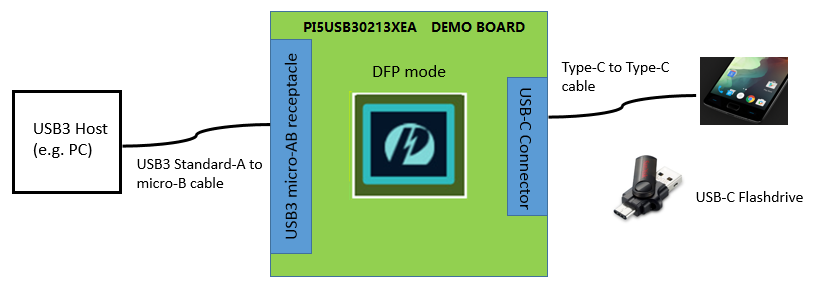 PI5USB30213XEA DEMO BOARD
DFP mode
USB3 Host
(e.g. PC)
USB3 Standard-A to
micro-B cable
USB3 micro-AB receptacle
USB-C Connector
Type-C to Type-C
cable
USB-C Flashdrive